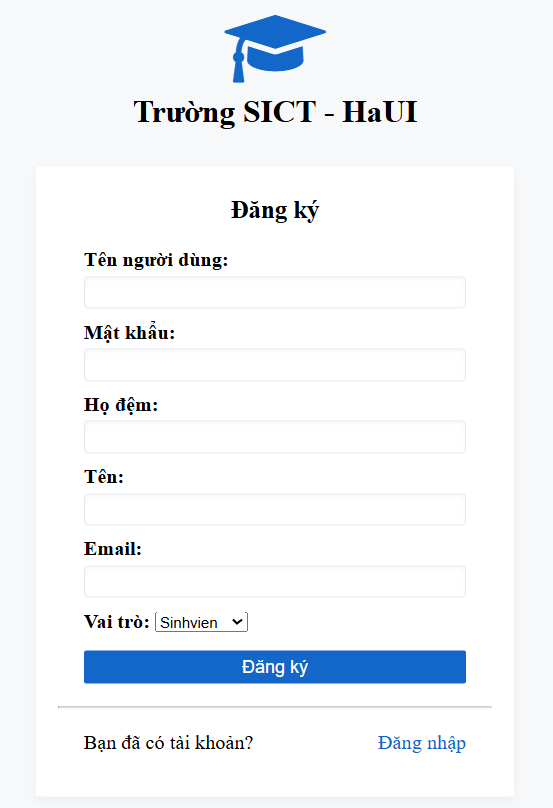 Trường SICT - HaUI
Đăng ký
Tên người dùng:
Mật khẩu:
Họ đệm:
Tên:
Email:
Vai trò: Sinhvien
Đăng ký
Bạn đã có tài khoản? Đăng nhập